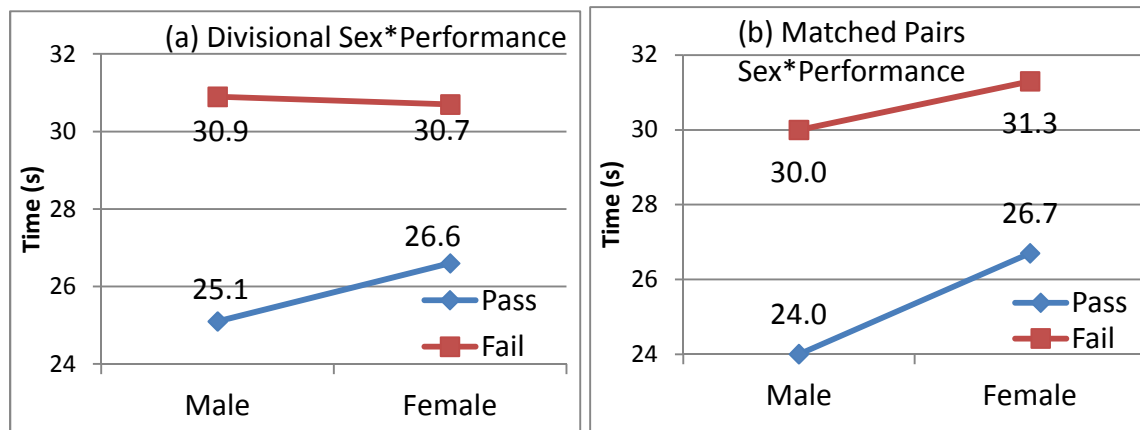 (a) Divisional Sex*Performance
32
30
28
26
24
Time (s)
30.9
30.7
26.6
25.1
Pass
Fail
Male
Female
(b) Matched Pairs
Sex*Performance
32
30
28
26
24
Time (s)
31.3
30.0
26.7
24.0
Pass
Fail
Male
Female